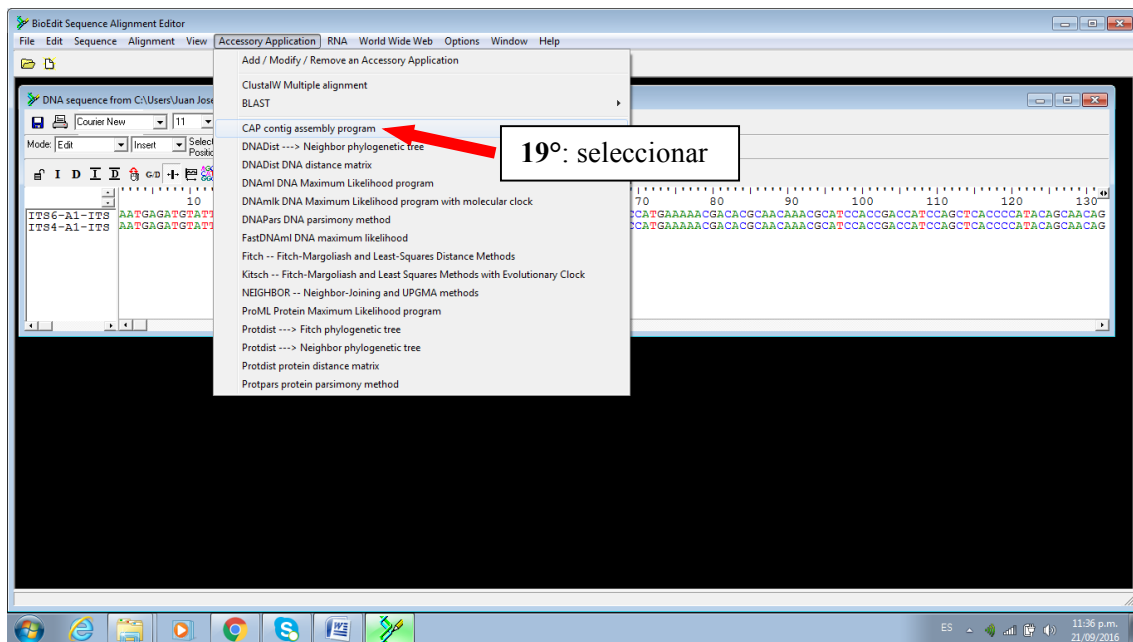 BioEdit Sequence Alignment Editor
File Edit Sequence Alignment View Accessory Application RNA World Wide Web Options Window Help
Add / Modify / Remove an Accessory Application
ClustalW Multiple alignment
BLAST
CAP contig assembly program
DNADist ---> Neighbor phylogenetic tree
DNADist DNA distance matrix
DNAml DNA Maximum Likelihood program
DNAmlk DNA Maximum Likelihood program with molecular clock
DNAPars DNA parsimony method
FastDNAml DNA maximum likelihood
Fitch -- Fitch-Margoliash and Least-Squares Distance Methods
Kitsch -- Fitch-Margoliash and Least Squares Methods with Evolutionary Clock
NEIGHBOR -- Neighbor-Joining and UPGMA methods
ProML Protein Maximum Likelihood program
Protdist ---> Fitch phylogenetic tree
Protdist ---> Neighbor phylogenetic tree
Protdist protein distance matrix
Protpars protein parsimony method
19°: seleccionar
DNA sequence from C:\Users\Juan Jose
Courier New 11
Mode: Edit Insert Select
Positio
I D I D G/D
10 70 80 90 100 110 120 130
ITS6-A1-ITS AATGAGATGTATT CCATGAAAAACGACACGCAACAAACGCATCCACCGACCATCCAGCTCACCCCATACAGCAACAG
ITS4-A1-ITS AATGAGATGTATT CCATGAAAAACGACACGCAACAAACGCATCCACCGACCATCCAGCTCACCCCATACAGCAACAG
ES 11:36 p.m.
21/09/2016